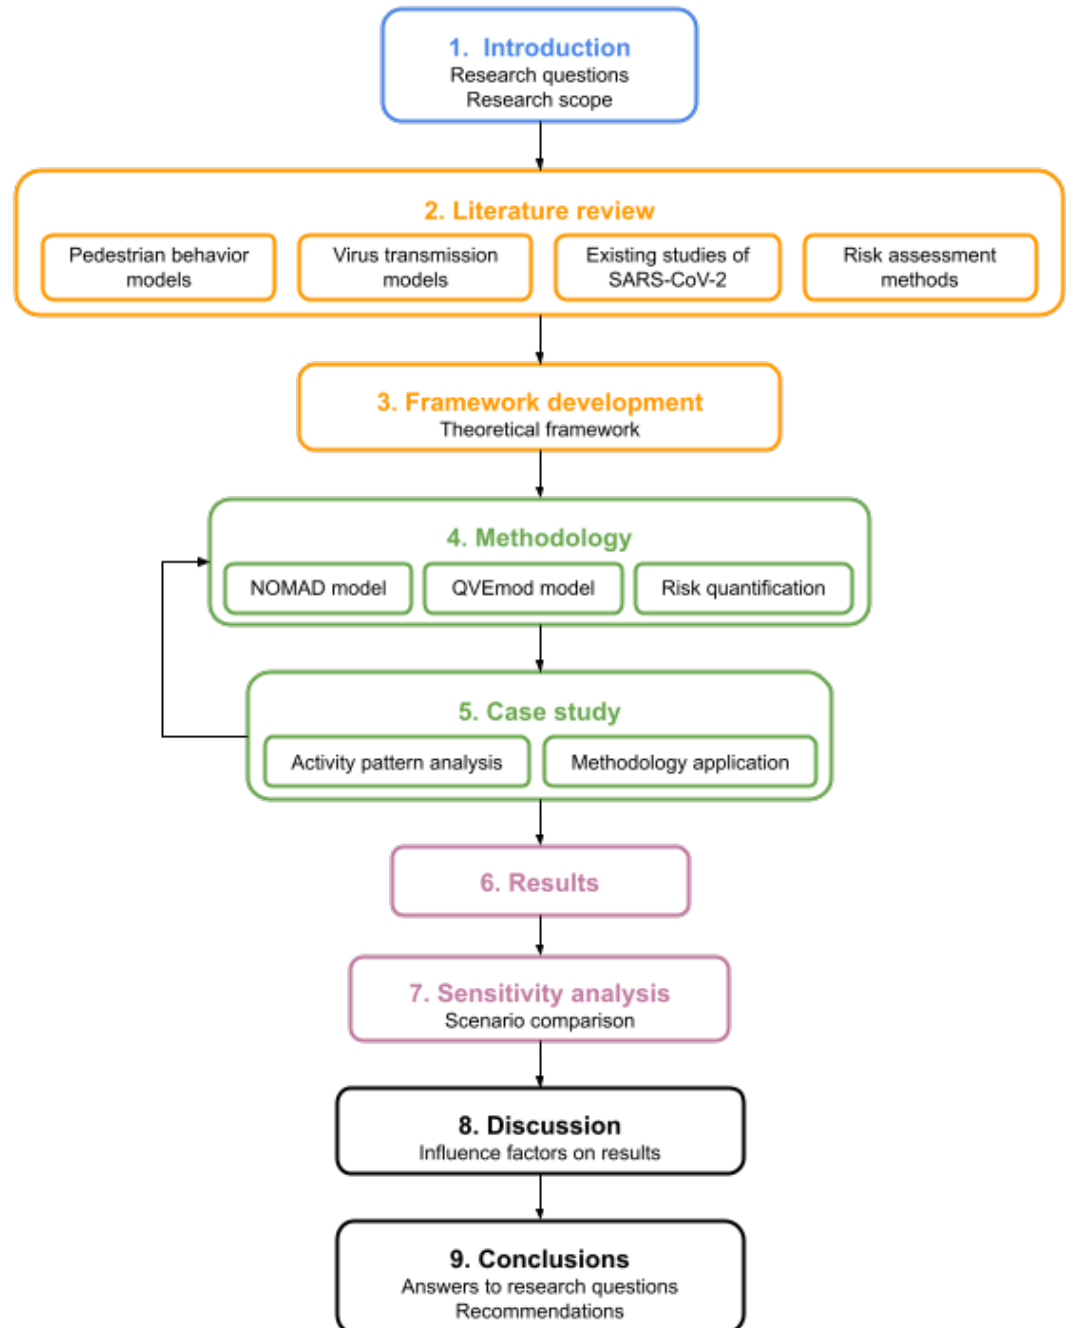 1. Introduction
Research questions
Research scope
2. Literature review
Pedestrian behavior
models
Virus transmission
models
Existing studies of
SARS-CoV-2
Risk assessment
methods
3. Framework development
Theoretical framework
4. Methodology
NOMAD model
QVEmod model
Risk quantification
5. Case study
Activity pattern analysis
Methodology application
6. Results
7. Sensitivity analysis
Scenario comparison
8. Discussion
Influence factors on results
9. Conclusions
Answers to research questions
Recommendations